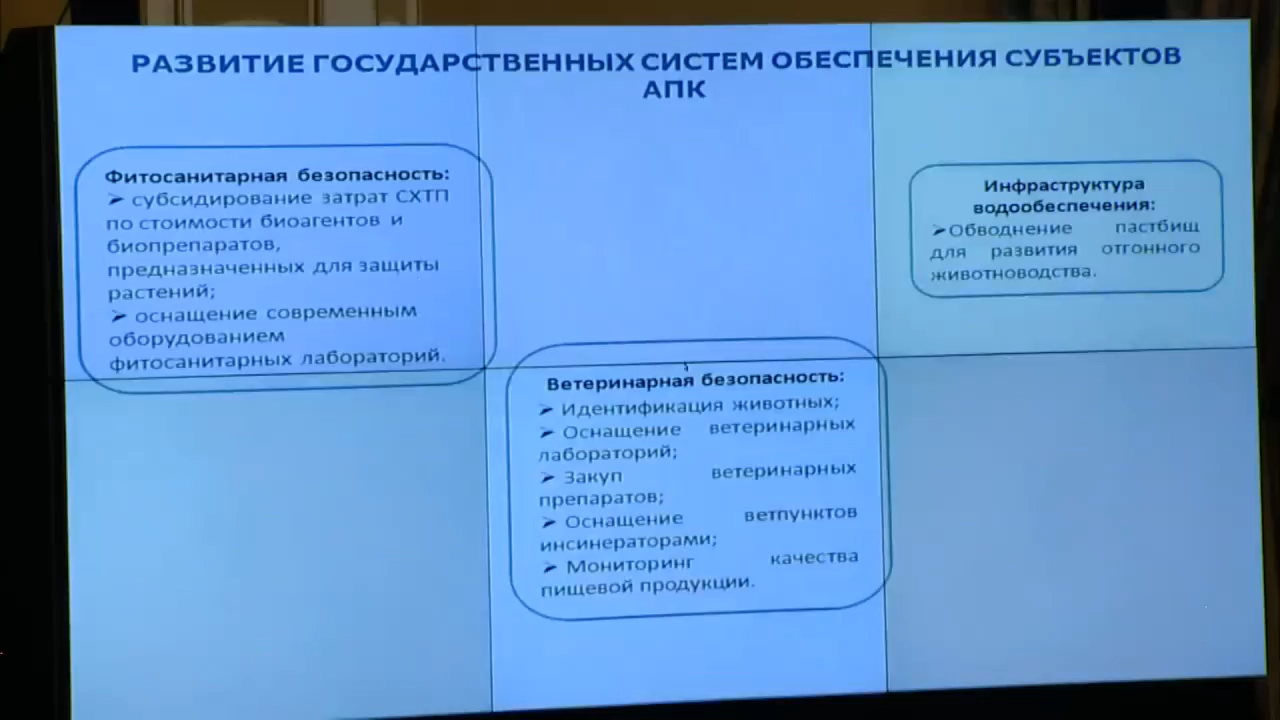 РАЗВИТИЕ ГОСУДАРСТВЕННЫХ СИСТЕМ ОБЕСПЕЧЕНИЯ СУБЪЕКТОВ
АПК
Фитосанитарная безопасность:
➢ субсидирование затрат СХТП
по стоимости биоагентов и
биопрепаратов,
предназначенных для защиты
растений;
➢ оснащение современным
оборудованием
фитосанитарных лабораторий.
Ветеринарная безопасность:
➢ Идентификация животных;
➢ Оснащение ветеринарных
лабораторий;
➢ Закуп ветеринарных
препаратов;
➢ Оснащение ветпунктов
инсинераторами;
➢ Мониторинг качества
пищевой продукции.
Инфраструктура
водообеспечения:
➢Обводнение пастбищ
для развития отгонного
животноводства.